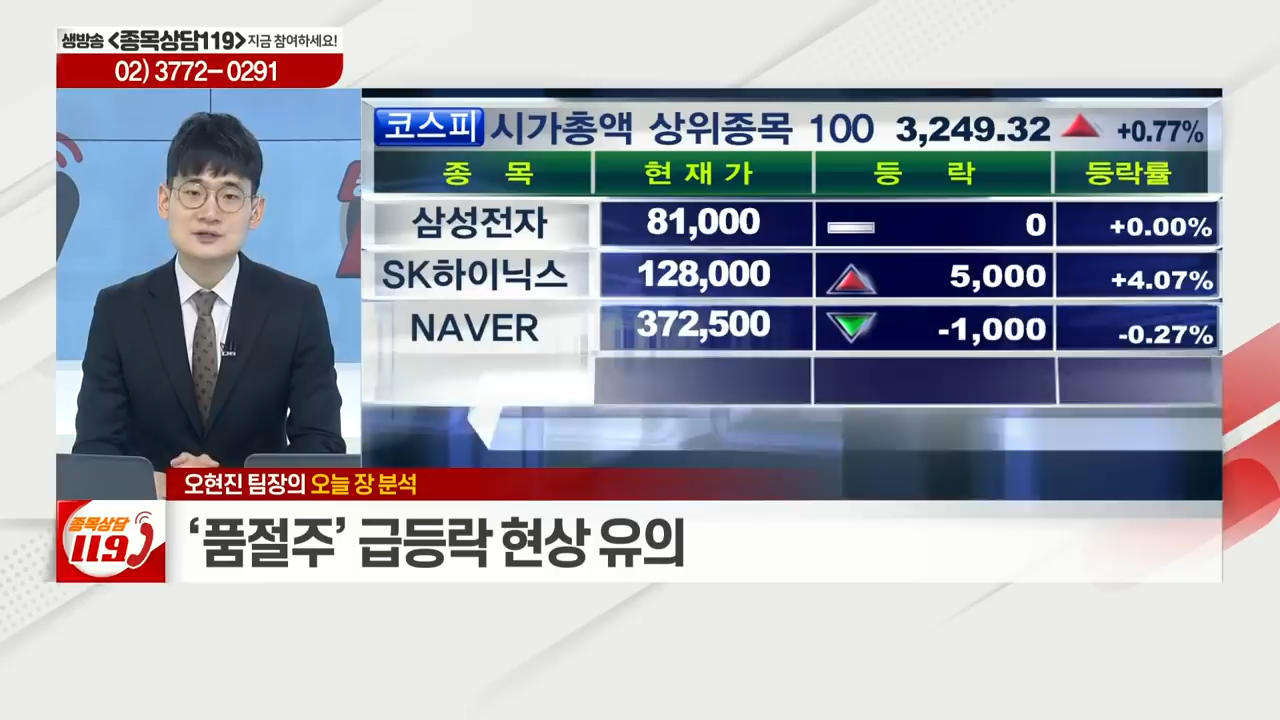 생방송 <종목상담119> 지금 참여하세요!
02) 3772-0291
코스피 시가총액 상위종목 100 3,249.32 ▲ +0.77%
종 목 현 재 가 등 락 등락률
삼성전자 81,000 0 +0.00%
SK하이닉스 128,000 ▲ 5,000 +4.07%
NAVER 372,500 ▼ -1,000 -0.27%
오현진 팀장의 오늘 장 분석
종목상담
119
‘품절주’ 급등락 현상 유의